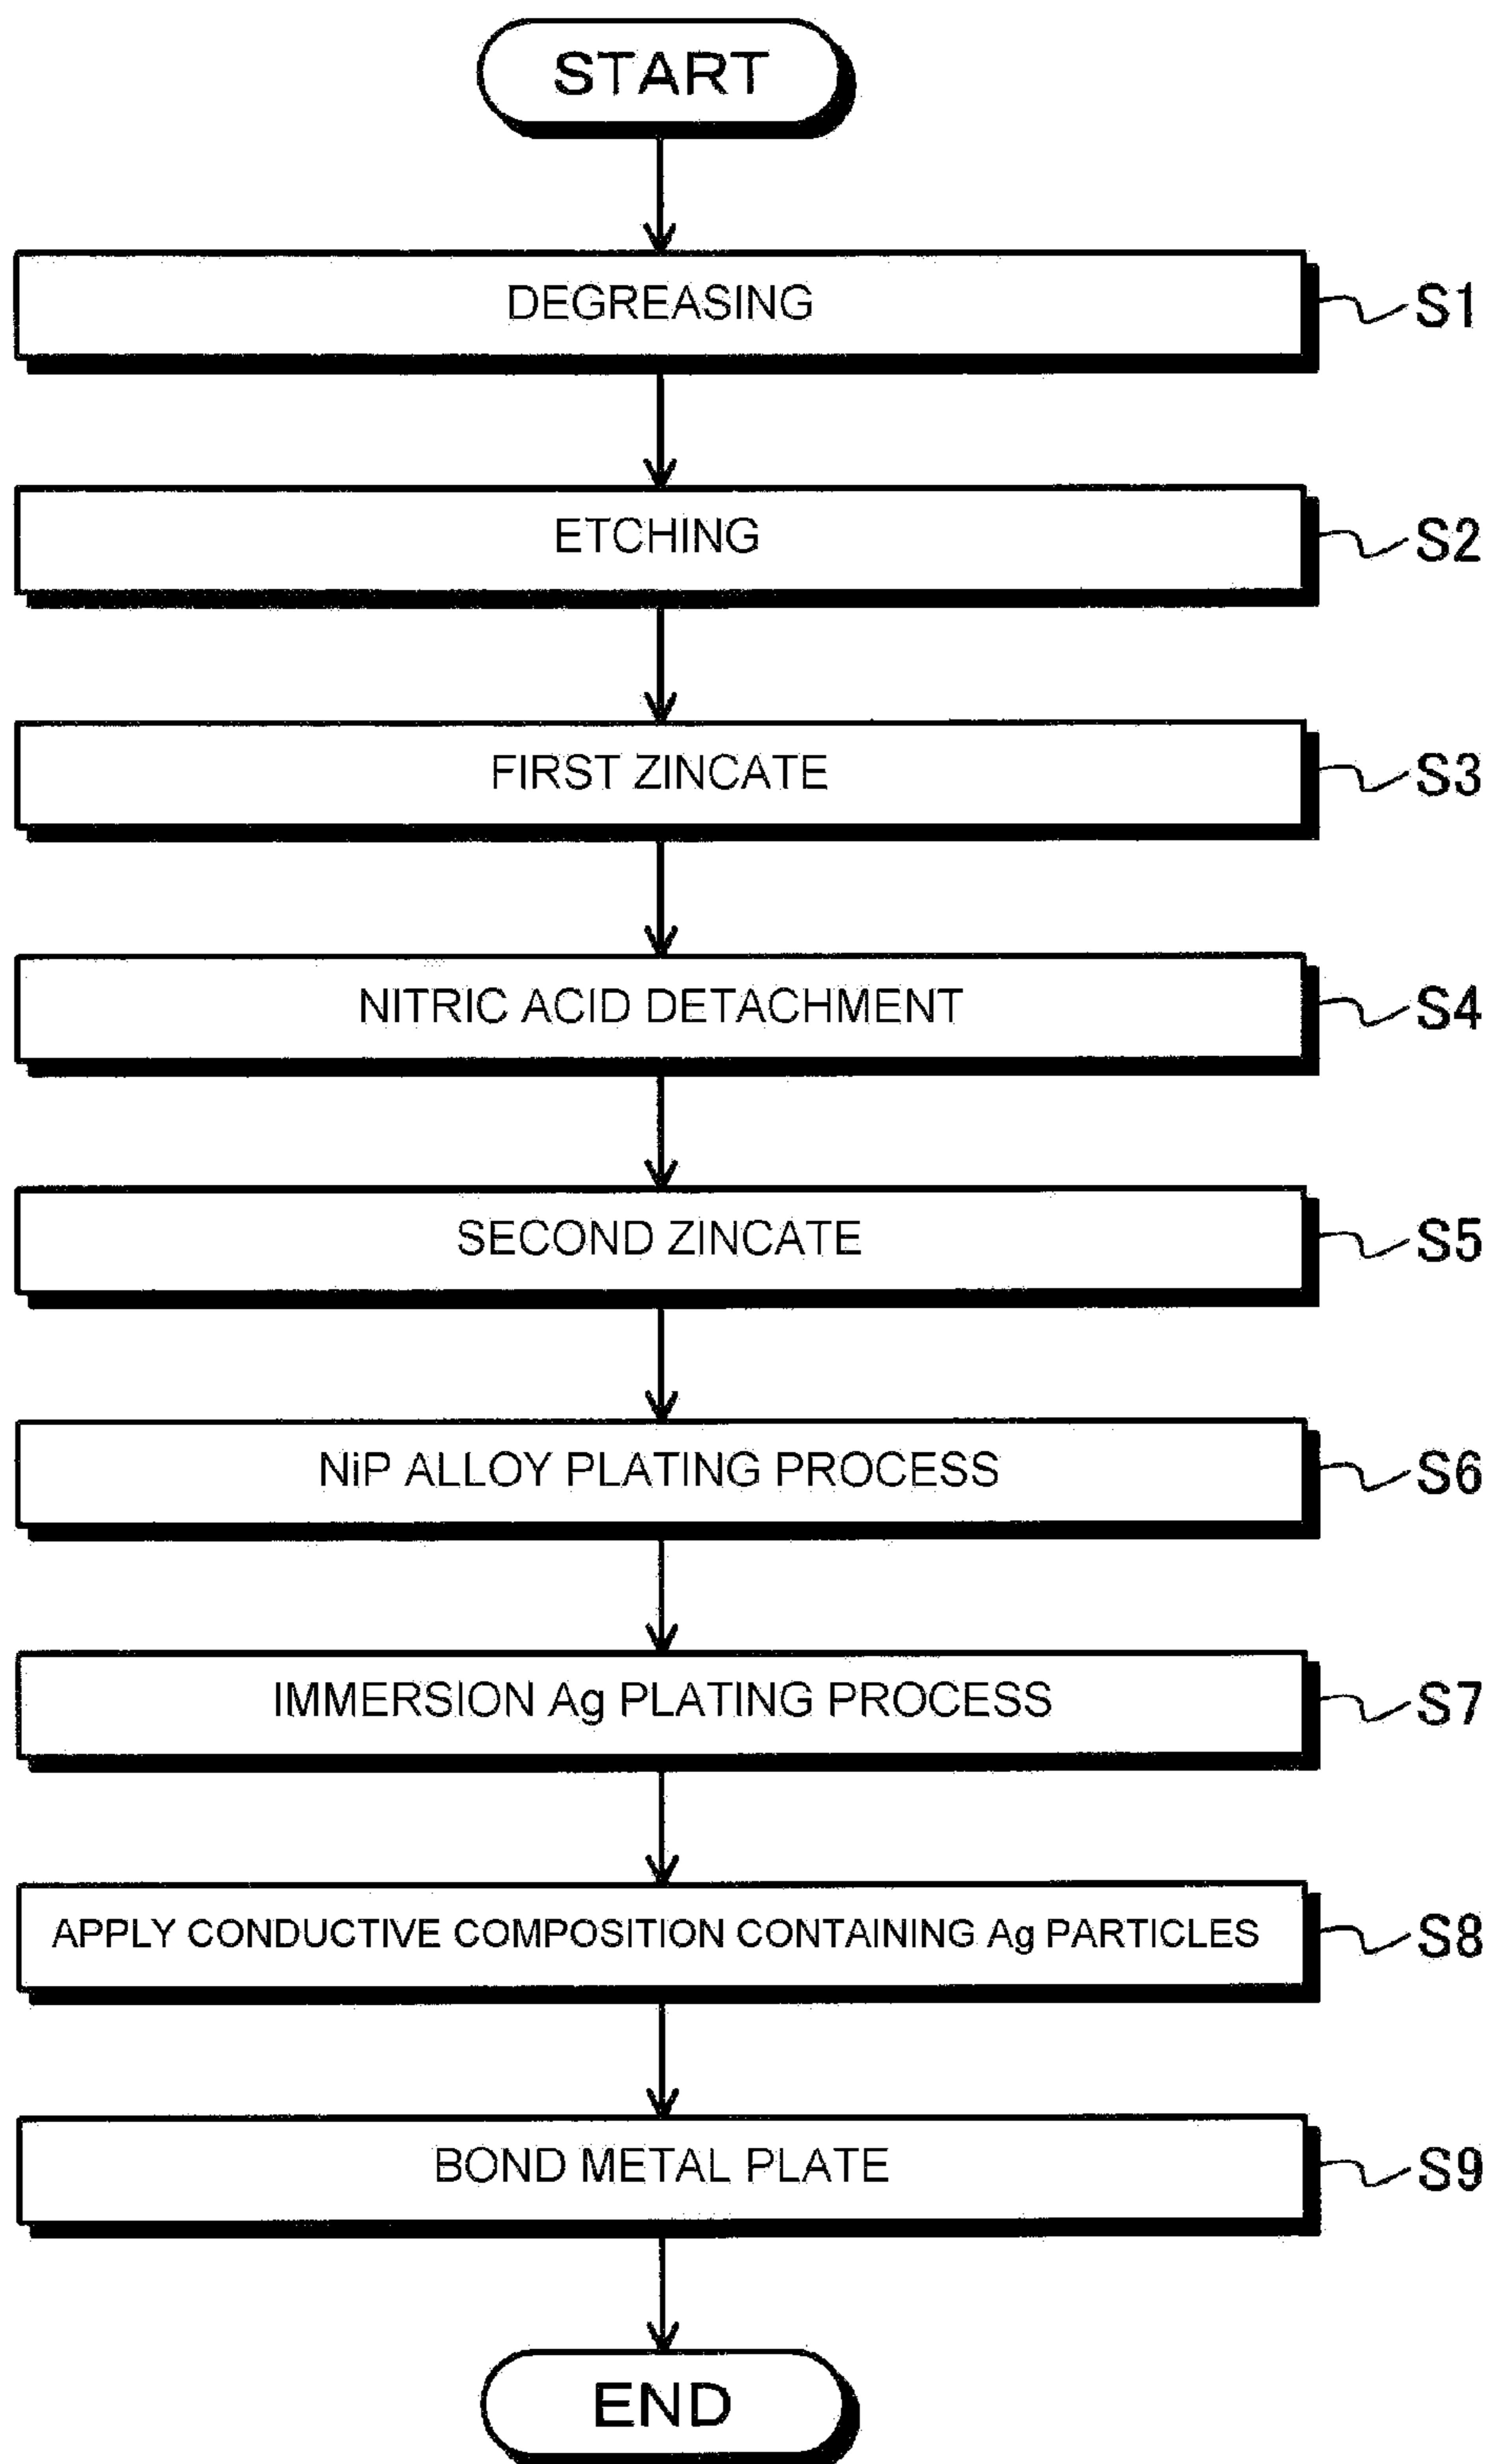 START
DEGREASING
S1
ETCHING
S2
FIRST ZINCATE
S3
NITRIC ACID DETACHMENT
S4
SECOND ZINCATE
S5
NiP ALLOY PLATING PROCESS
S6
IMMERSION Ag PLATING PROCESS
S7
APPLY CONDUCTIVE COMPOSITION CONTAINING Ag PARTICLES
S8
BOND METAL PLATE
S9
END